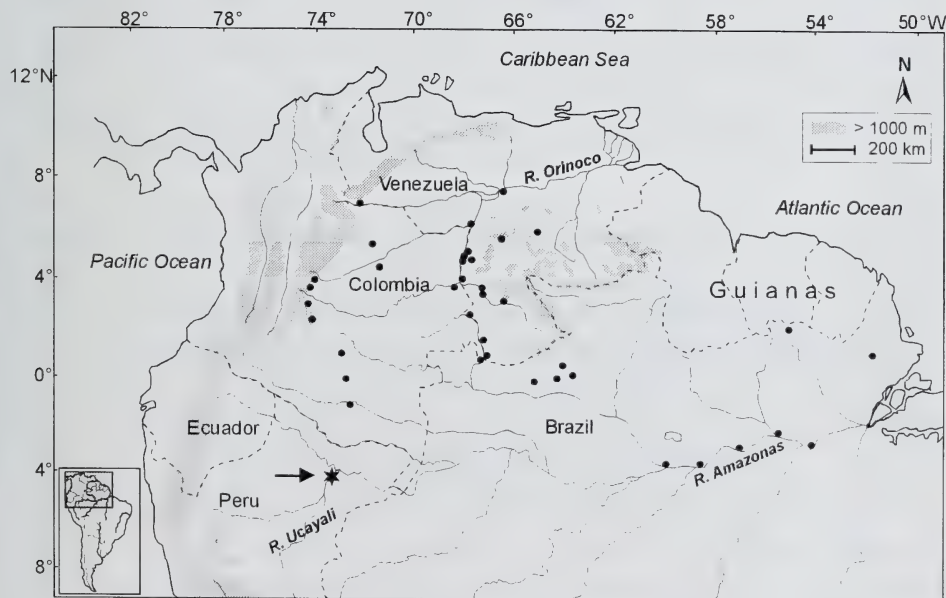 82° 78° 74° 70° 66° 62° 58° 54° 50°W
Caribbean Sea
12°N
N
> 1000 m
200 km
R. Orinoco
8°
Venezuela
Atlantic Ocean
Pacific Ocean
4°
Colombia
Guianas
0°
Ecuador
Brazil
4°
R. Amazonas
Peru
R. Ucayali
8°